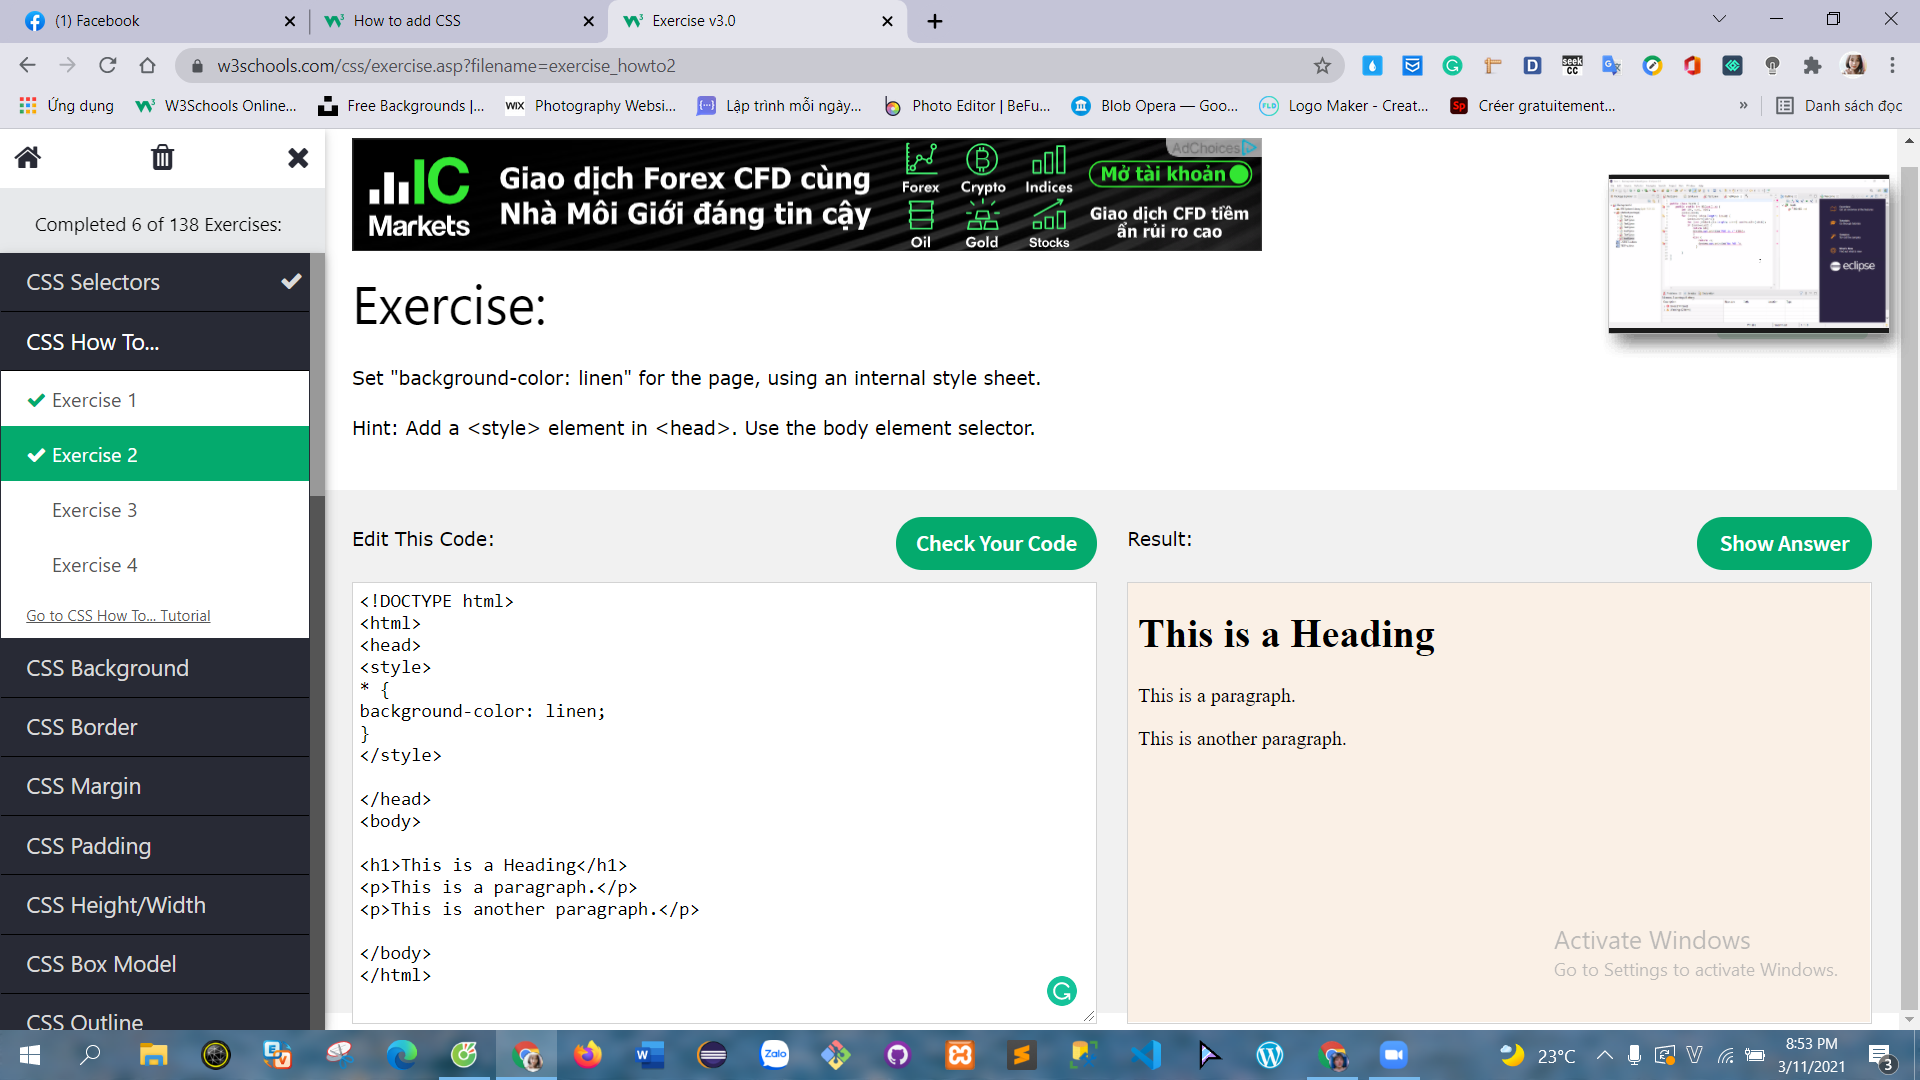 (1) Facebook
How to add CSS
Exercise v3.0
w3schools.com/css/exercise.asp?filename=exercise_howto2
Ứng dụng
W3Schools Online...
Free Backgrounds |...
WIX
Photography Websi...
Lập trình mỗi ngày...
Photo Editor | BeFu...
Blob Opera — Goo...
FLD
Logo Maker - Creat...
Sp
Créer gratuitement...
»
Danh sách đọc
Completed 6 of 138 Exercises:
CSS Selectors
CSS How To...
Exercise 1
Exercise 2
Exercise 3
Exercise 4
Go to CSS How To... Tutorial
CSS Background
CSS Border
CSS Margin
CSS Padding
CSS Height/Width
CSS Box Model
CSS Outline
IC
Markets
Giao dịch Forex CFD cùng
Nhà Môi Giới đáng tin cậy
Forex
Crypto
Indices
Oil
Gold
Stocks
AdChoices
Mở tài khoản
Giao dịch CFD tiềm
ẩn rủi ro cao
eclipse
Exercise:
Set "background-color: linen" for the page, using an internal style sheet.
Hint: Add a <style> element in <head>. Use the body element selector.
Edit This Code:
Check Your Code
<!DOCTYPE html>
<html>
<head>
<style>
* {
background-color: linen;
}
</style>
</head>
<body>
<h1>This is a Heading</h1>
<p>This is a paragraph.</p>
<p>This is another paragraph.</p>
</body>
</html>
Result:
Show Answer
This is a Heading
This is a paragraph.
This is another paragraph.
Activate Windows
Go to Settings to activate Windows.
Zalo
23°C
8:53 PM
3/11/2021
3